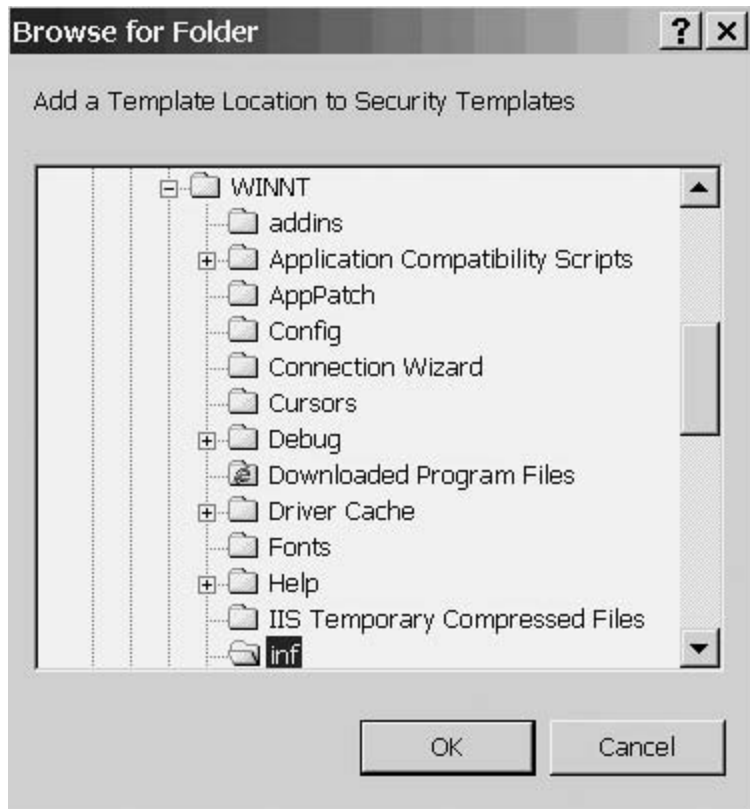 Browse for Folder
Add a Template Location to Security Templates
WINNT
addins
Application Compatibility Scripts
AppPatch
Config
Connection Wizard
Cursors
Debug
Downloaded Program Files
Driver Cache
Fonts
Help
IIS Temporary Compressed Files
inf
OK Cancel